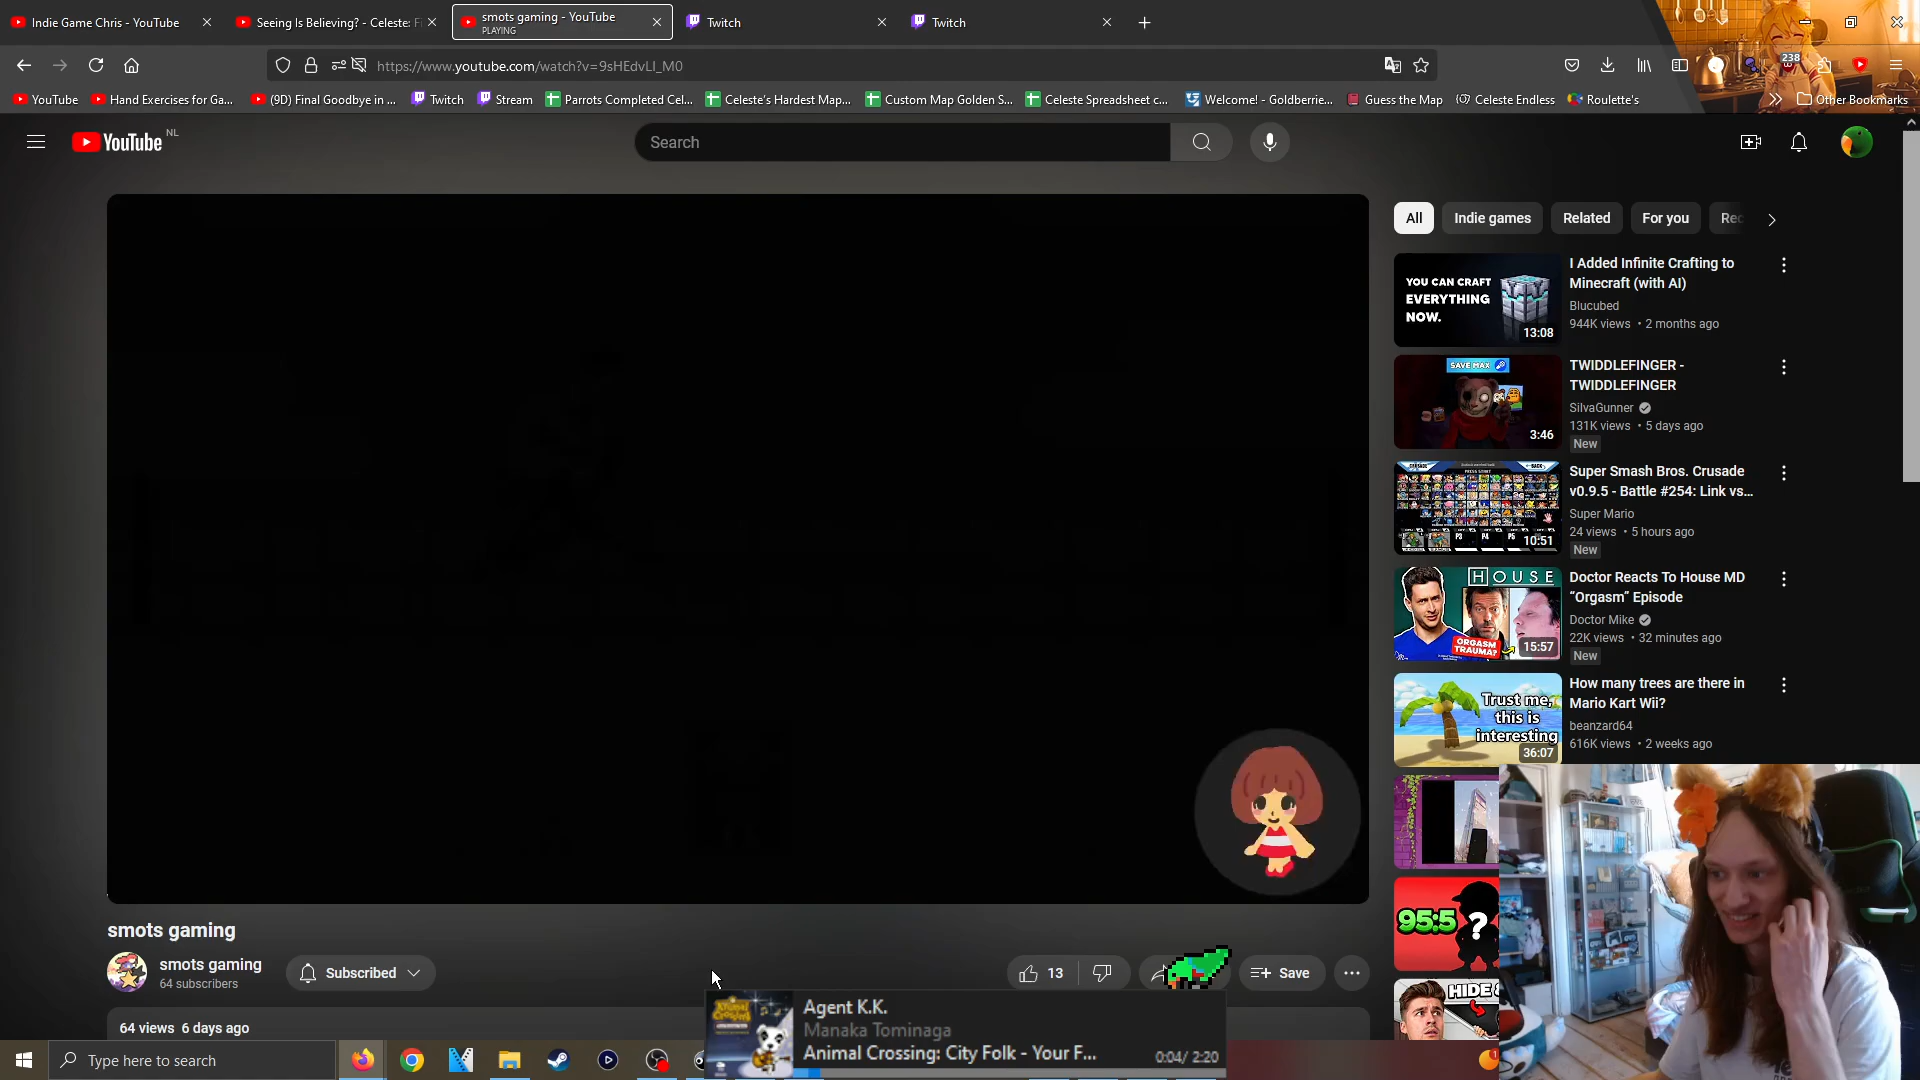 Indie Game Chris - YouTube
Seeing Is Believing? - Celeste: Fi
smots gaming - YouTube
PLAYING
Twitch
Twitch
https://www.youtube.com/watch?v=9sHEdvLI_M0
238
YouTube
Hand Exercises for Ga...
(9D) Final Goodbye in ...
Twitch
Stream
Parrots Completed Cel...
Celeste's Hardest Map...
Custom Map Golden S...
Celeste Spreadsheet c...
Welcome! - Goldberrie...
Guess the Map
Celeste Endless
Roulette's
Other Bookmarks
YouTube NL
Search
All
Indie games
Related
For you
Rec
YOU CAN CRAFT
EVERYTHING
NOW.
13:08
I Added Infinite Crafting to
Minecraft (with AI)
Blucubed
944K views • 2 months ago
SAVE MAX
3:46
TWIDDLEFINGER -
TWIDDLEFINGER
SilvaGunner
131K views • 5 days ago
New
10:51
Super Smash Bros. Crusade
v0.9.5 - Battle #254: Link vs...
Super Mario
24 views • 5 hours ago
New
HOUSE
ORGASM
TRAUMA?
15:57
Doctor Reacts To House MD
“Orgasm” Episode
Doctor Mike
22K views • 32 minutes ago
New
Trust me,
this is
interesting
36:07
How many trees are there in
Mario Kart Wii?
beanzard64
616K views • 2 weeks ago
95:5
?
HIDE &
smots gaming
smots gaming
64 subscribers
Subscribed
13
Save
64 views 6 days ago
Agent K.K.
Manaka Tominaga
Animal Crossing: City Folk - Your F...
0:04/ 2:20
Type here to search